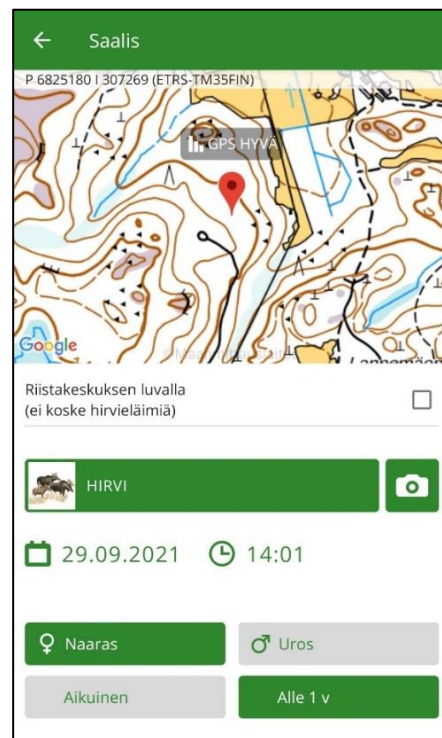 Saalis
P 6825180 I 307269 (ETRS-TM35FIN)
GPS HYVÄ
Google
Riistakeskuksen luvalla
(ei koske hirvieläimiä)
HIRVI
29.09.2021 14:01
Naaras Uros
Aikuinen Alle 1 v